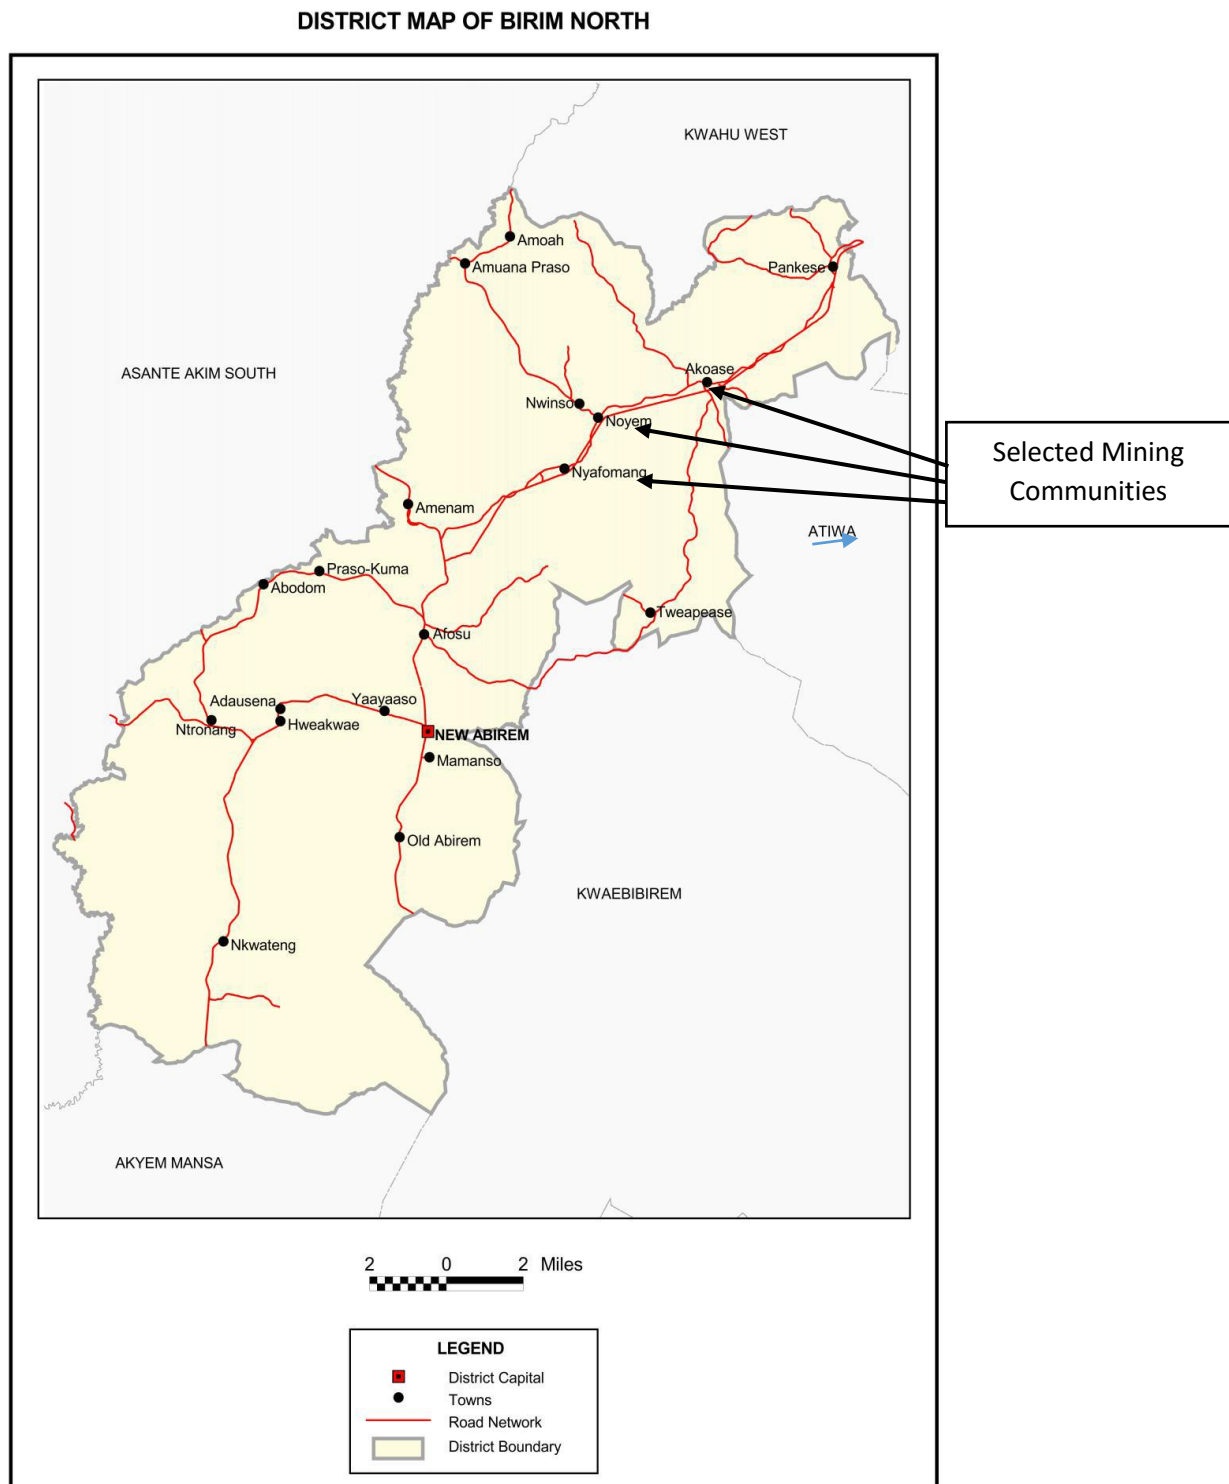 DISTRICT MAP OF BIRIM NORTH
KWAHU WEST
Amoah
Amuana Praso
Pankese
ASANTE AKIM SOUTH
Akoase
Nwinso
Noyem
Selected Mining
Communities
Nyafomang
Amenam
ATIWA
Praso-Kuma
Abodom
Tweapease
Afosu
Adausena
Yaayaaso
Ntronang
Hweakwae
NEW ABIREM
Mamanso
Old Abirem
KWAEBIBIREM
Nkwateng
AKYEM MANSA
2 0 2 Miles
LEGEND
District Capital
Towns
Road Network
District Boundary